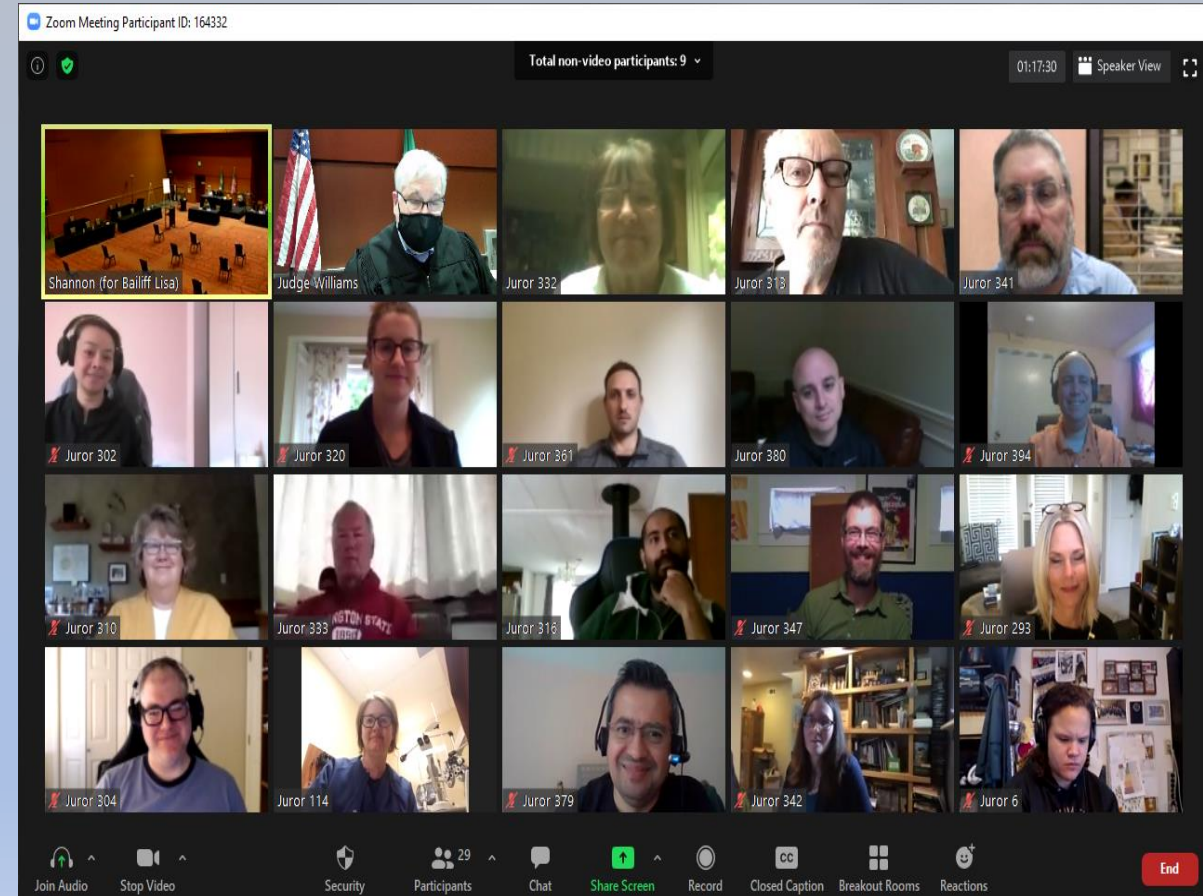 Zoom Meeting Participant ID: 164332
Total non-video participants: 9
01:17:30
Speaker View
Shannon (for Bailiff Lisa)
Judge Williams
Juror 332
Juror 313
Juror 341
Juror 302
Juror 320
Juror 361
Juror 380
Juror 394
Juror 310
Juror 333
Juror 316
Juror 347
Juror 293
Juror 304
Juror 114
Juror 379
Juror 342
Juror 6
STATE
1890
29
CC
Join Audio
Stop Video
Security
Participants
Chat
Share Screen
Record
Closed Caption
Breakout Rooms
Reactions
End